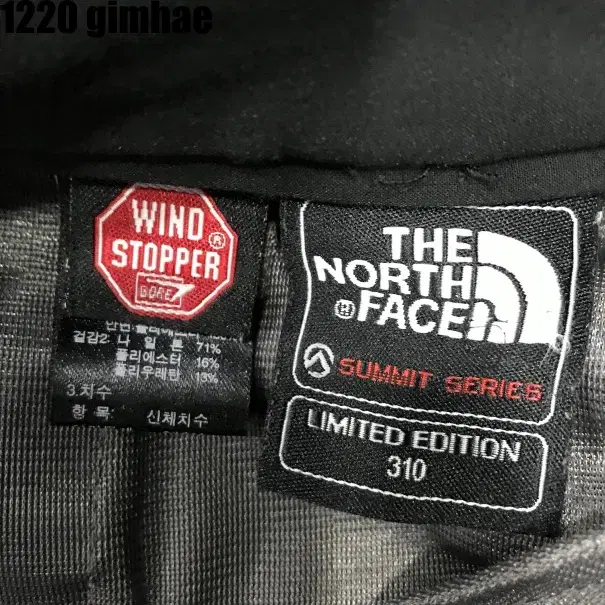 1220 gimhae
WIND
STOPPER®
GORE
겉감2: 나 일 론 71%
폴리에스터 16%
폴리우레탄 13%
3.치수
항 목: 신체치수
THE
NORTH
FACE®
SUMMIT SERIES
LIMITED EDITION
310